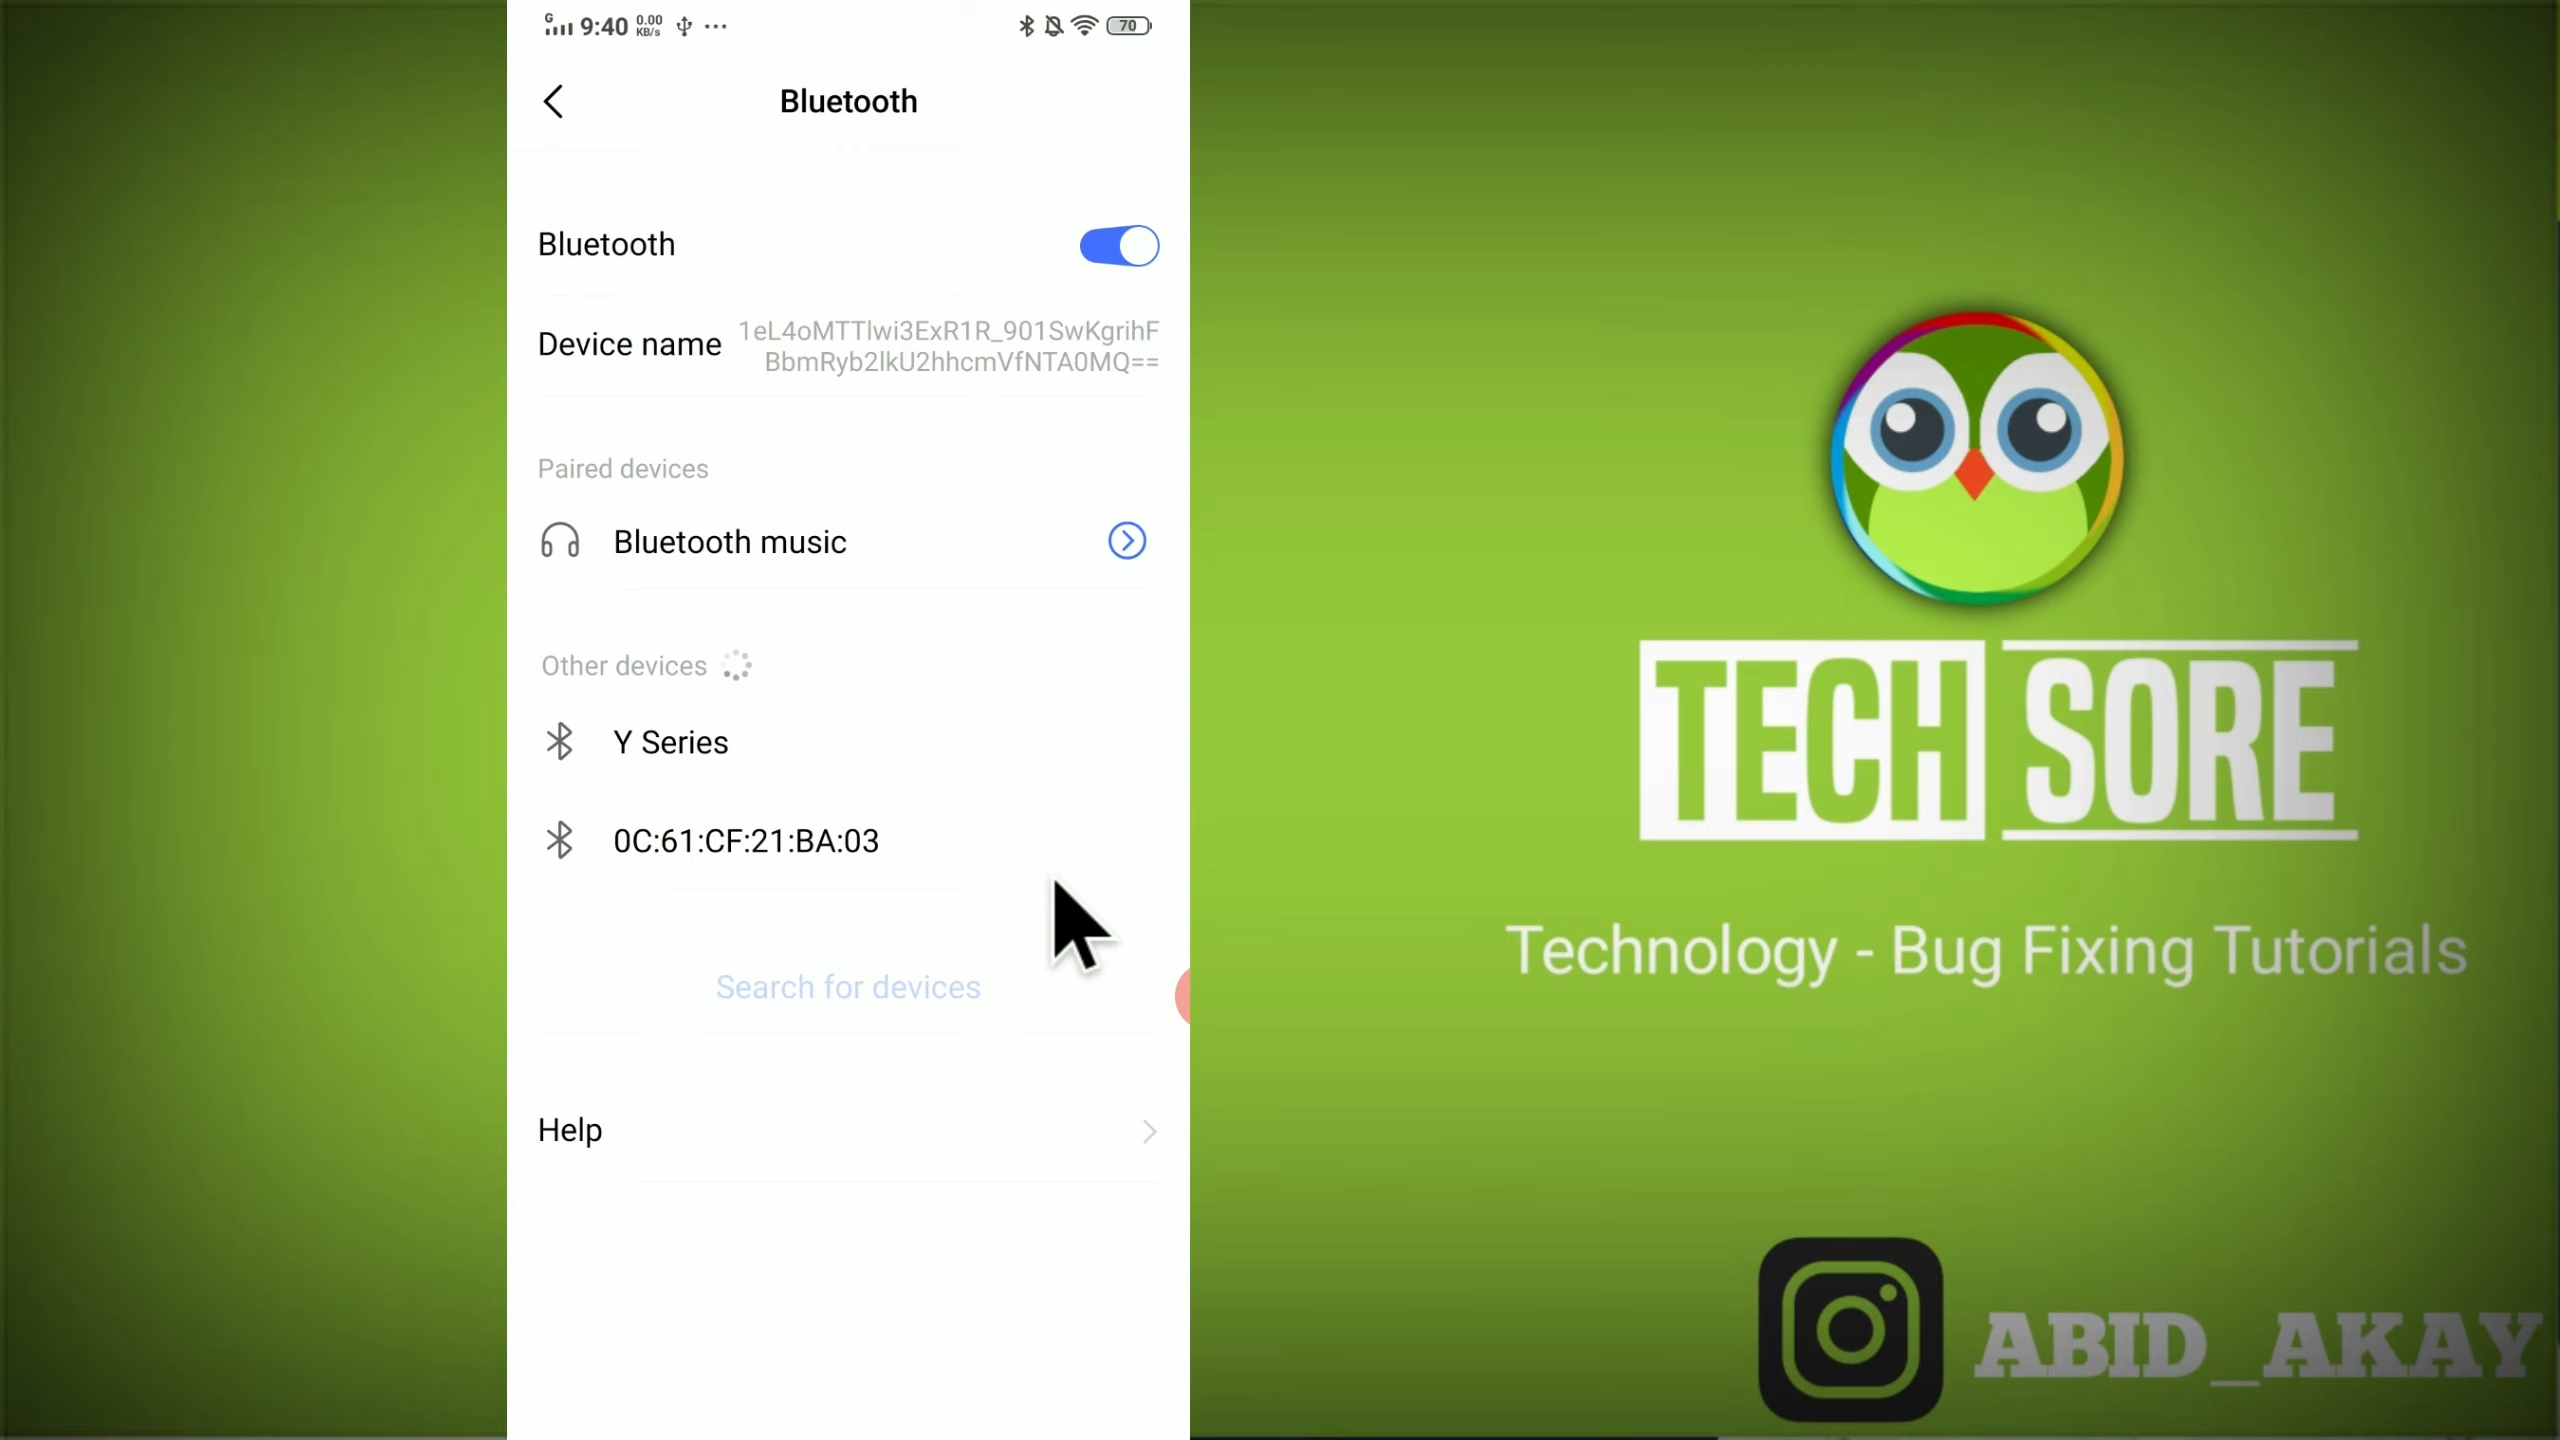 G 9:40 0.00 KB/s 70
Bluetooth
Bluetooth
Device name 1eL4oMTTlwi3ExR1R_901SwKgrihF
BbmRyb2lkU2hhcmVfNTA0MQ==
Paired devices
Bluetooth music
Other devices
Y Series
0C:61:CF:21:BA:03
Search for devices
Help
TECH SORE
Technology - Bug Fixing Tutorials
ABID_AKAY